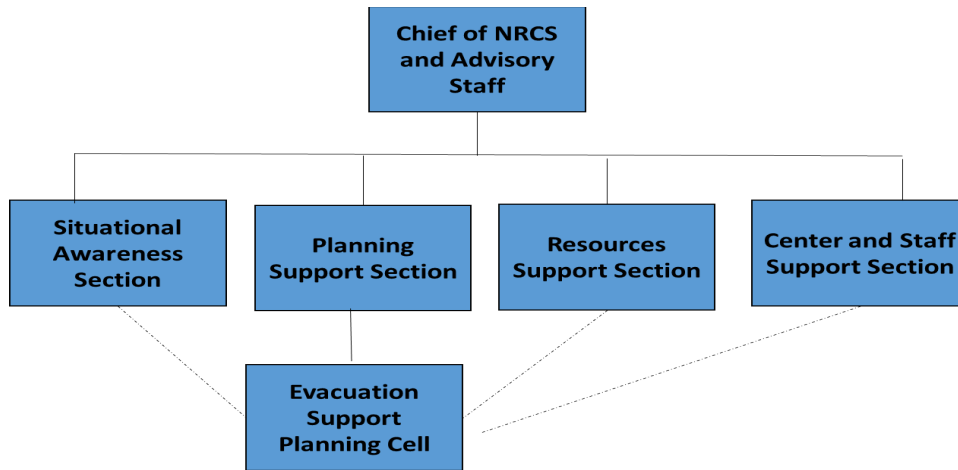 Chief of NRCS
and Advisory
Staff
Situational
Awareness
Section
Planning
Support Section
Resources
Support Section
Center and Staff
Support Section
Evacuation
Support
Planning Cell